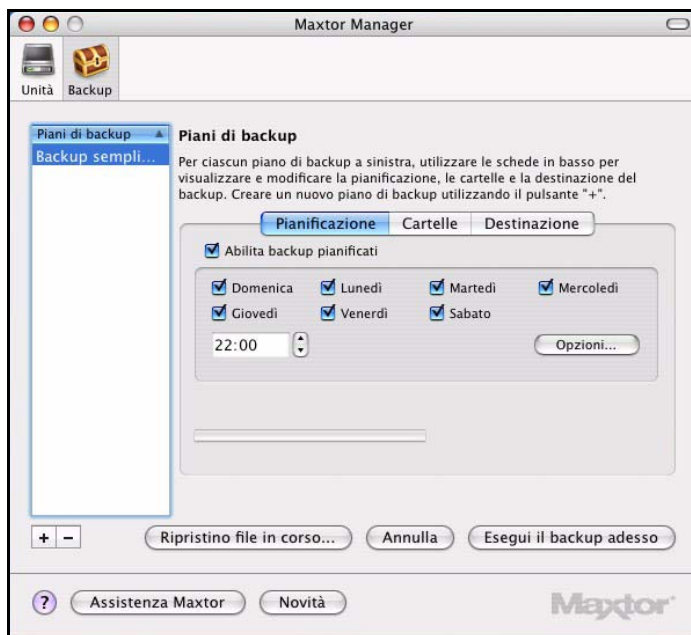 Maxtor Manager
Unità Backup
Piani di backup
Backup sempli...
Piani di backup
Per ciascun piano di backup a sinistra, utilizzare le schede in basso per
visualizzare e modificare la pianificazione, le cartelle e la destinazione del
backup. Creare un nuovo piano di backup utilizzando il pulsante "+".
Pianificazione Cartelle Destinazione
Abilita backup pianificati
Domenica Lunedì Martedì Mercoledì
Giovedì Venerdì Sabato
22:00 Opzioni...
+ − Ripristino file in corso... Annulla Esegui il backup adesso
? Assistenza Maxtor Novità Maxtor